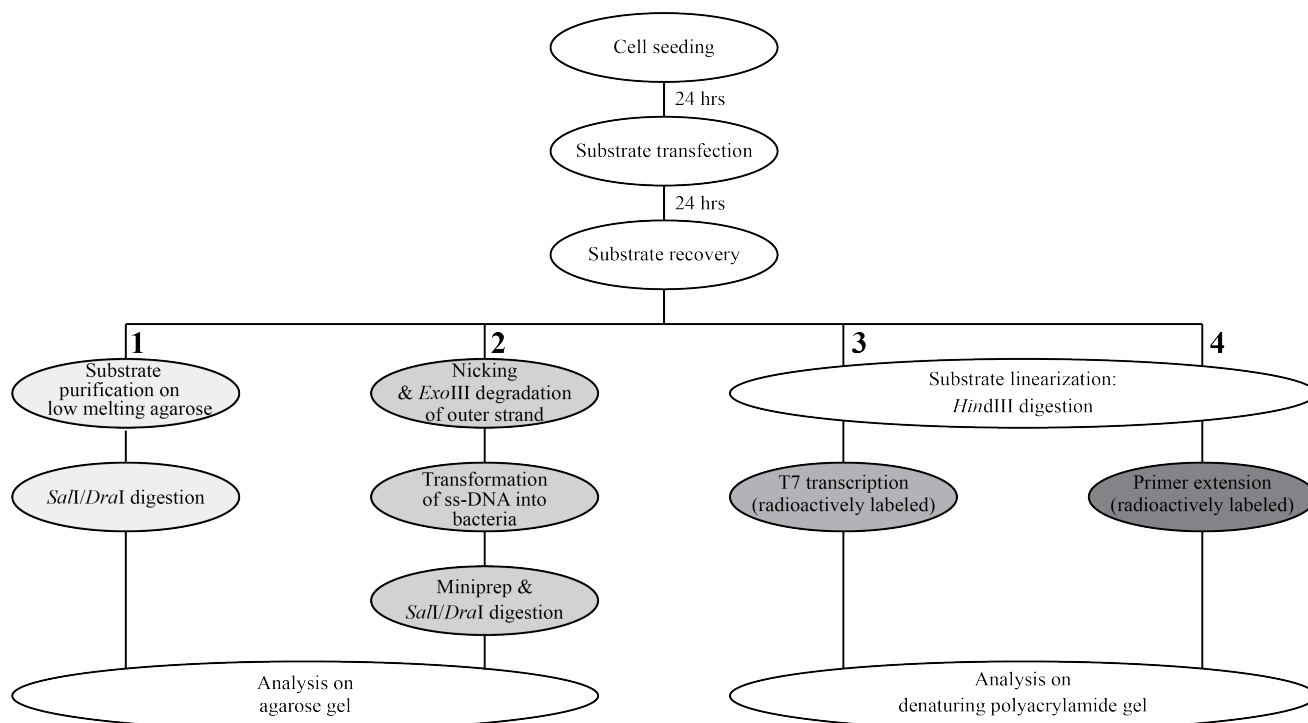 Cell seeding
24 hrs
Substrate transfection
24 hrs
Substrate recovery
1
2
3
4
Substrate
purification on
low melting agarose
Nicking
& ExoIII degradation
of outer strand
Substrate linearization:
HindIII digestion
SalI/DraI digestion
Transformation
of ss-DNA into
bacteria
T7 transcription
(radioactively labeled)
Primer extension
(radioactively labeled)
Miniprep &
SalI/DraI digestion
Analysis on
agarose gel
Analysis on
denaturing polyacrylamide gel